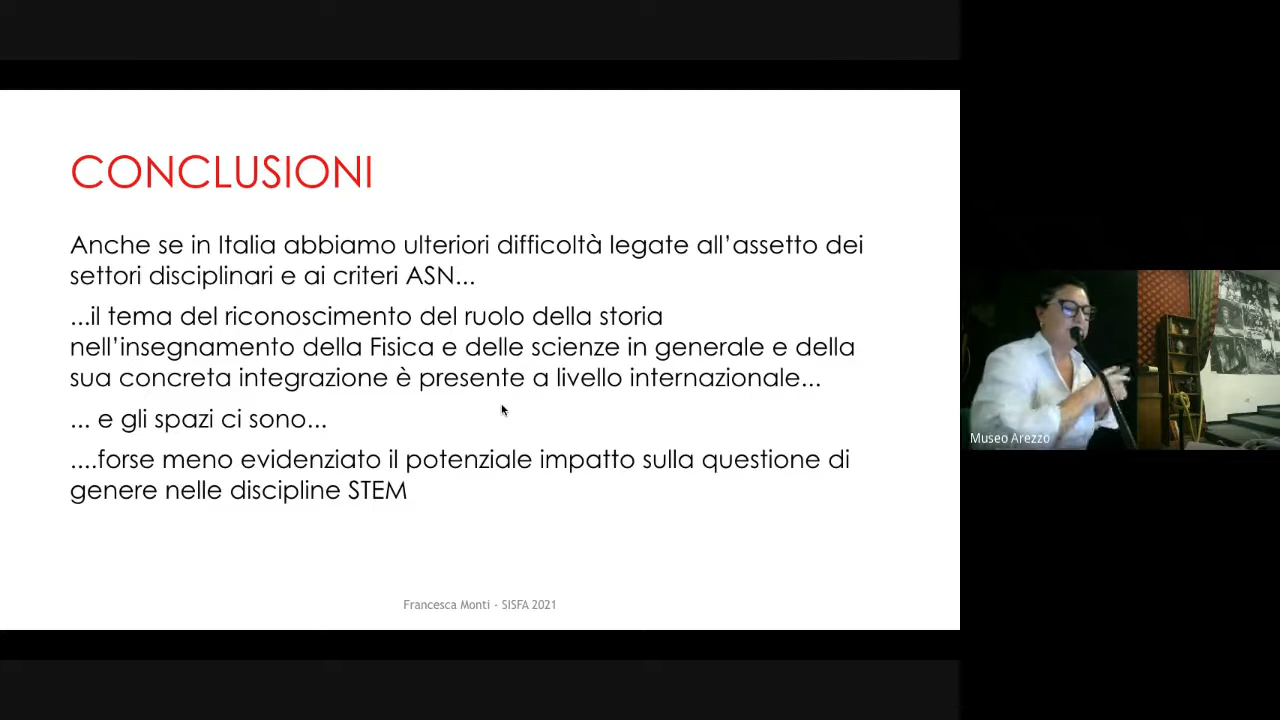 CONCLUSIONI
Anche se in Italia abbiamo ulteriori difficoltà legate all’assetto dei
settori disciplinari e ai criteri ASN...
...il tema del riconoscimento del ruolo della storia
nell’insegnamento della Fisica e delle scienze in generale e della
sua concreta integrazione è presente a livello internazionale...
... e gli spazi ci sono...
....forse meno evidenziato il potenziale impatto sulla questione di
genere nelle discipline STEM
Francesca Monti - SISFA 2021
Museo Arezzo